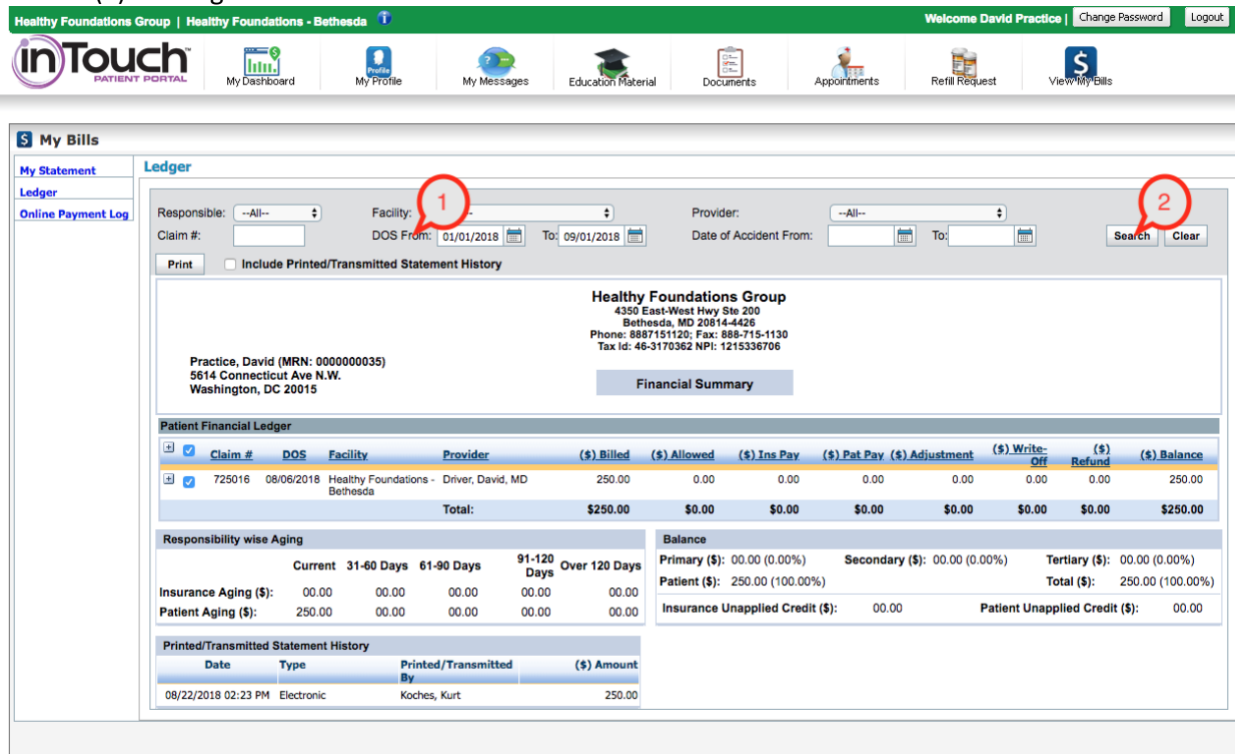 Healthy Foundations Group | Healthy Foundations - Bethesda
Welcome David Practice | Change Password Logout
inTouch
PATIENT PORTAL
My Dashboard Profile My Profile My Messages Education Material Documents Appointments Refill Request View My Bills
$ My Bills
My Statement
Ledger
Online Payment Log
Ledger
1
2
Responsible: --All-- Facility: Provider: --All--
Claim #: DOS From: 01/01/2018 To: 09/01/2018 Date of Accident From: To: Search Clear
Print Include Printed/Transmitted Statement History
Healthy Foundations Group
4350 East-West Hwy Ste 200
Bethesda, MD 20814-4426
Phone: 8887151120; Fax: 888-715-1130
Tax Id: 46-3170362 NPI: 1215336706
Practice, David (MRN: 0000000035)
5614 Connecticut Ave N.W.
Washington, DC 20015
Financial Summary
Patient Financial Ledger
Claim # DOS Facility Provider ($) Billed ($) Allowed ($) Ins Pay ($) Pat Pay ($) Adjustment ($) Write-Off ($) Refund ($) Balance
725016 08/06/2018 Healthy Foundations - Bethesda Driver, David, MD 250.00 0.00 0.00 0.00 0.00 0.00 0.00 250.00
Total: $250.00 $0.00 $0.00 $0.00 $0.00 $0.00 $0.00 $250.00
Responsibility wise Aging
Current 31-60 Days 61-90 Days 91-120 Days Over 120 Days
Insurance Aging ($): 00.00 00.00 00.00 00.00 00.00
Patient Aging ($): 250.00 00.00 00.00 00.00 00.00
Balance
Primary ($): 00.00 (0.00%) Secondary ($): 00.00 (0.00%) Tertiary ($): 00.00 (0.00%)
Patient ($): 250.00 (100.00%) Total ($): 250.00 (100.00%)
Insurance Unapplied Credit ($): 00.00 Patient Unapplied Credit ($): 00.00
Printed/Transmitted Statement History
Date Type Printed/Transmitted By ($) Amount
08/22/2018 02:23 PM Electronic Koches, Kurt 250.00